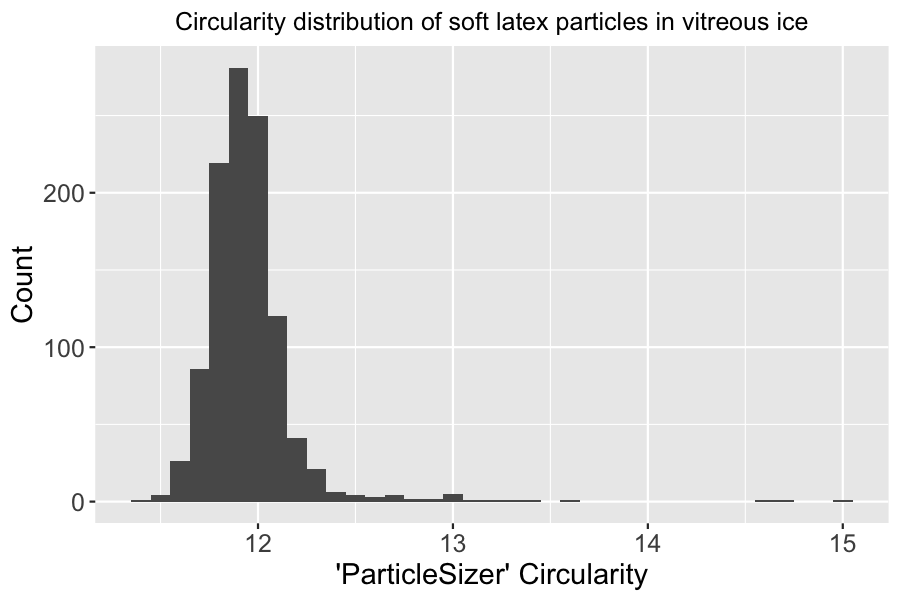 Circularity distribution of soft latex particles in vitreous ice
200
100
0
Count
12 13 14 15
'ParticleSizer' Circularity